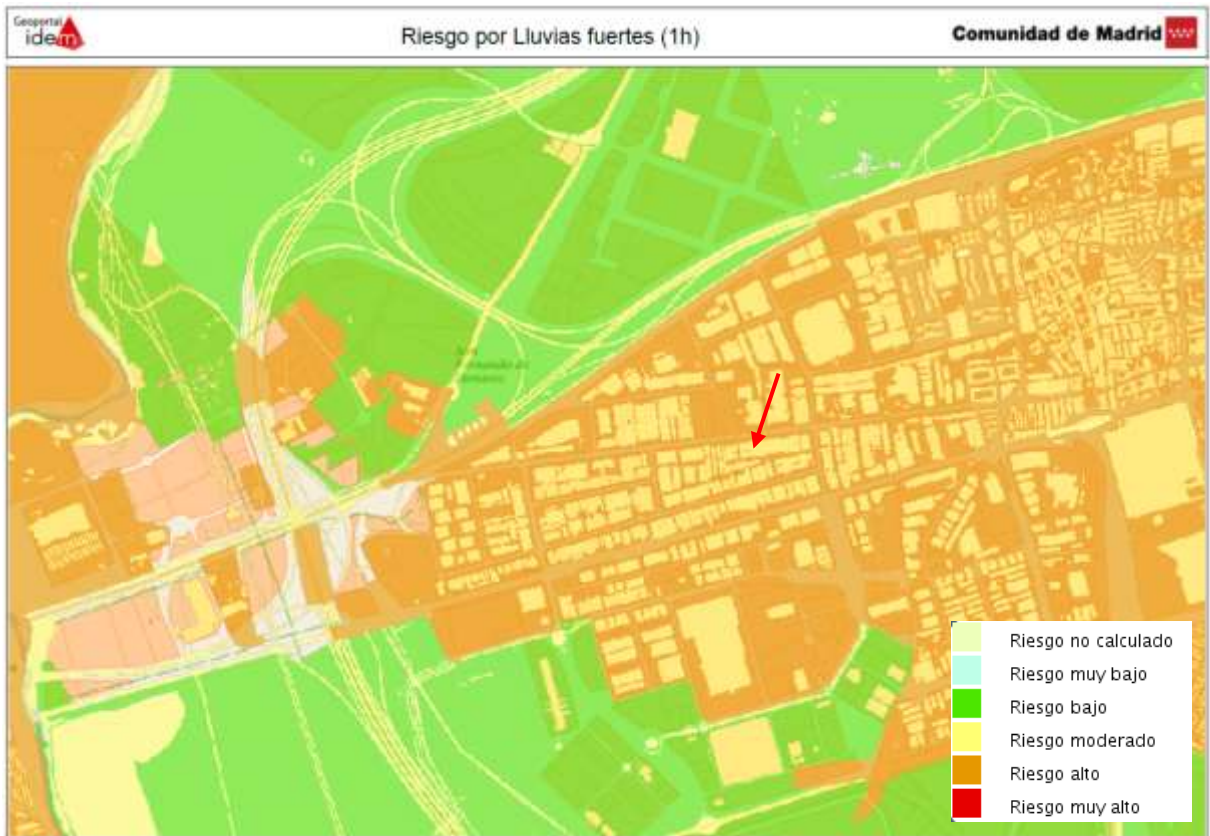 Geoportal
idem
Riesgo por Lluvias fuertes (1h)
Comunidad de Madrid
Riesgo no calculado
Riesgo muy bajo
Riesgo bajo
Riesgo moderado
Riesgo alto
Riesgo muy alto